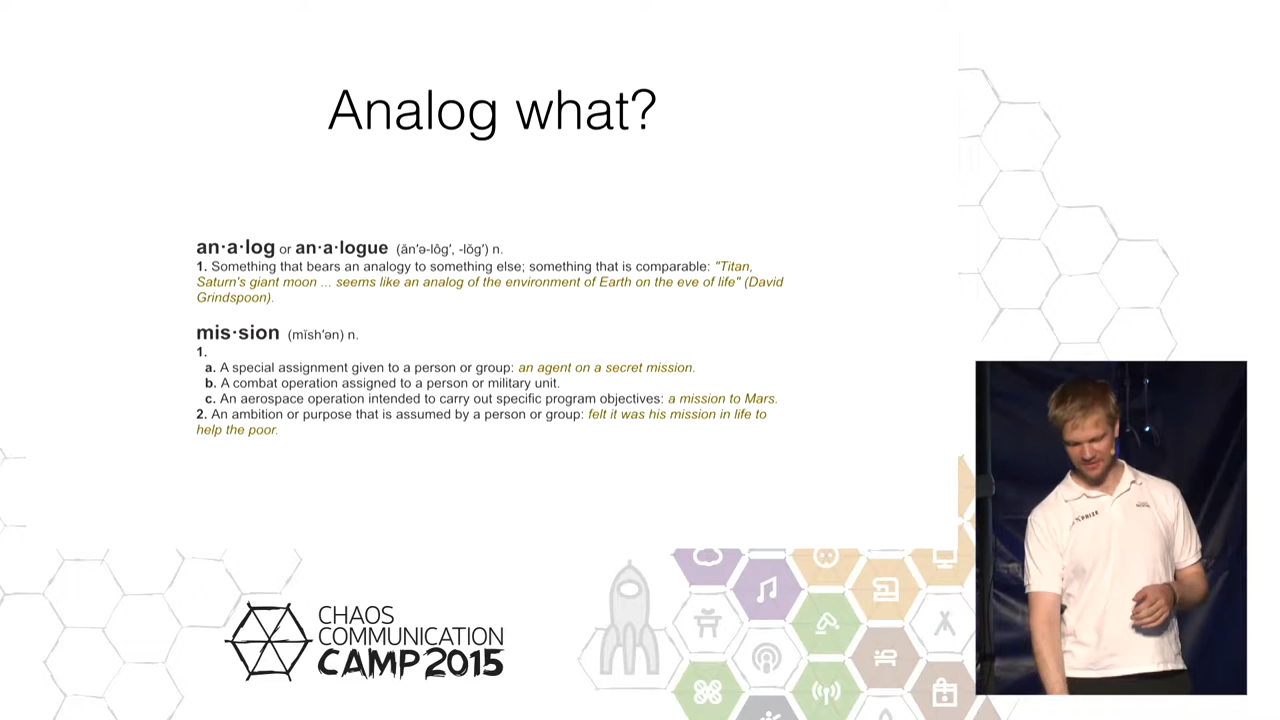 Analog what?
an·a·log or an·a·logue (ăn′ə-lôg′, -lŏg′) n.
1. Something that bears an analogy to something else; something that is comparable: "Titan,
Saturn's giant moon ... seems like an analog of the environment of Earth on the eve of life" (David
Grindspoon).
mis·sion (mĭsh′ən) n.
1.
a. A special assignment given to a person or group: an agent on a secret mission.
b. A combat operation assigned to a person or military unit.
c. An aerospace operation intended to carry out specific program objectives: a mission to Mars.
2. An ambition or purpose that is assumed by a person or group: felt it was his mission in life to
help the poor.
XPRIZE
CHAOS
COMMUNICATION
CAMP 2015